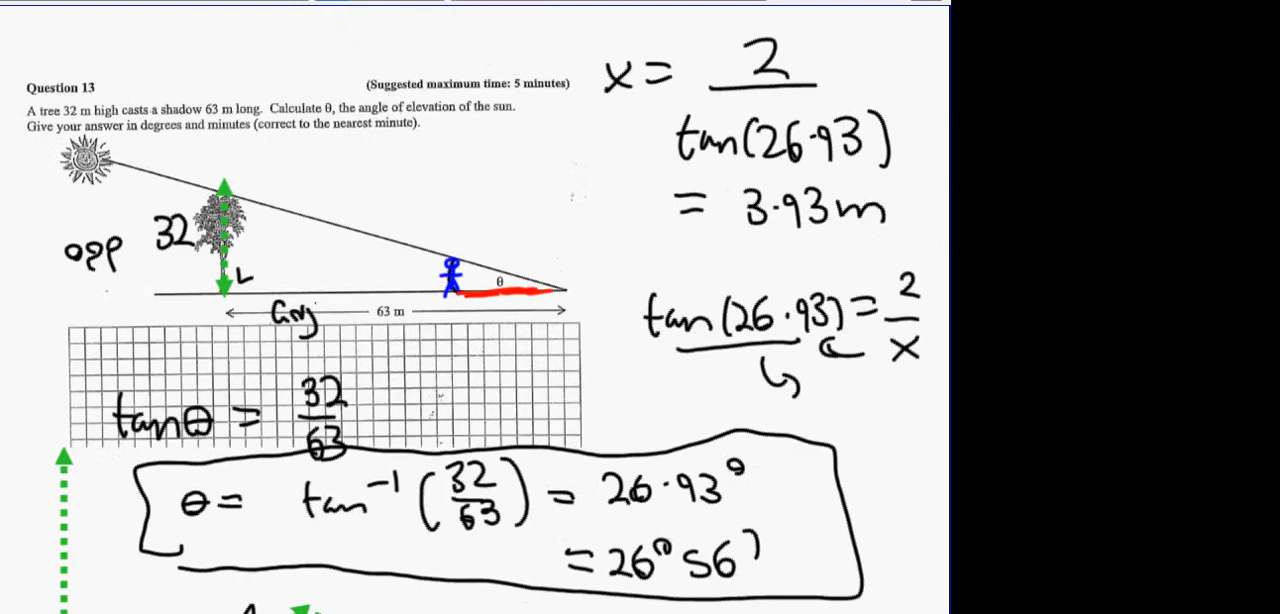 Question 13 (Suggested maximum time: 5 minutes)
A tree 32 m high casts a shadow 63 m long. Calculate θ, the angle of elevation of the sun.
Give your answer in degrees and minutes (correct to the nearest minute).
opp 32
L
θ
63 m
tanθ = 32/63
θ = tan⁻¹ (32/63) = 26.93°
= 26° 56'
x = 2/tan(26.93)
= 3.93m
tan(26.93) = 2/x